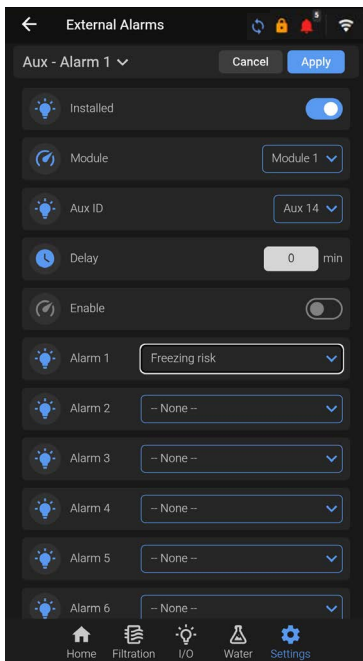 External Alarms
5
Aux - Alarm 1
Cancel
Apply
Installed
Module
Module 1
Aux ID
Aux 14
Delay
0 min
Enable
Alarm 1
Freezing risk
Alarm 2
-- None --
Alarm 3
-- None --
Alarm 4
-- None --
Alarm 5
-- None --
Alarm 6
-- None --
Home
Filtration
I/O
Water
Settings